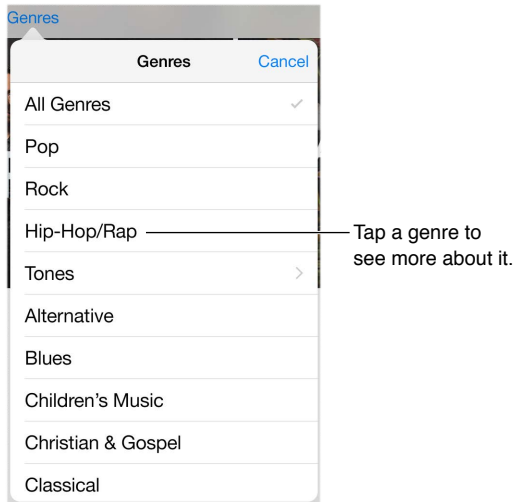 Genres
Genres Cancel
All Genres
Pop
Rock
Hip-Hop/Rap
Tap a genre to
see more about it.
Tones
Alternative
Blues
Children's Music
Christian & Gospel
Classical